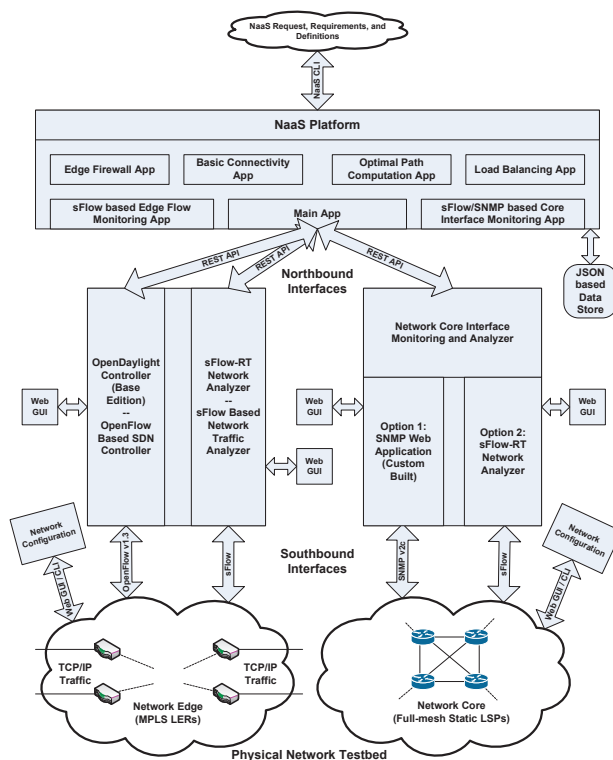 NaaS Request, Requirements, and
Definitions
NaaS CLI
NaaS Platform
Edge Firewall App
Basic Connectivity
App
Optimal Path
Computation App
Load Balancing App
sFlow based Edge Flow
Monitoring App
Main App
sFlow/SNMP based Core
Interface Monitoring App
REST API
REST API
REST API
Northbound
Interfaces
JSON
based
Data
Store
OpenDaylight
Controller
(Base
Edition)
--
OpenFlow
Based SDN
Controller
sFlow-RT
Network
Analyzer
--
sFlow Based
Network
Traffic Analyzer
Network Core Interface
Monitoring and Analyzer
Option 1:
SNMP Web
Application
(Custom
Built)
Option 2:
sFlow-RT
Network
Analyzer
Web
GUI
Web
GUI
Web
GUI
Web
GUI
Network
Configuration
Web GUI / CLI
OpenFlow v1.3
sFlow
Southbound
Interfaces
SNMP v2c
sFlow
Web GUI / CLI
Network
Configuration
TCP/IP
Traffic
TCP/IP
Traffic
Network Edge
(MPLS LERs)
Network Core
(Full-mesh Static LSPs)
Physical Network Testbed